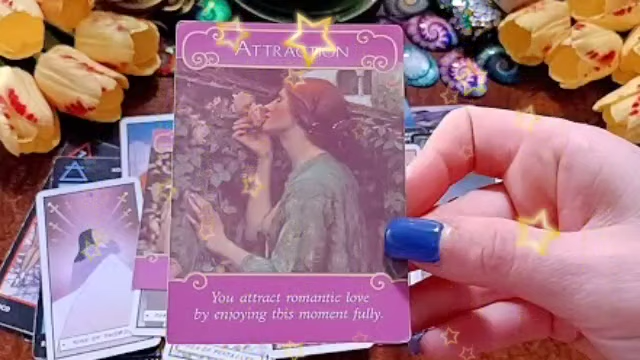 ATTRACTION
You attract romantic love
by enjoying this moment fully.